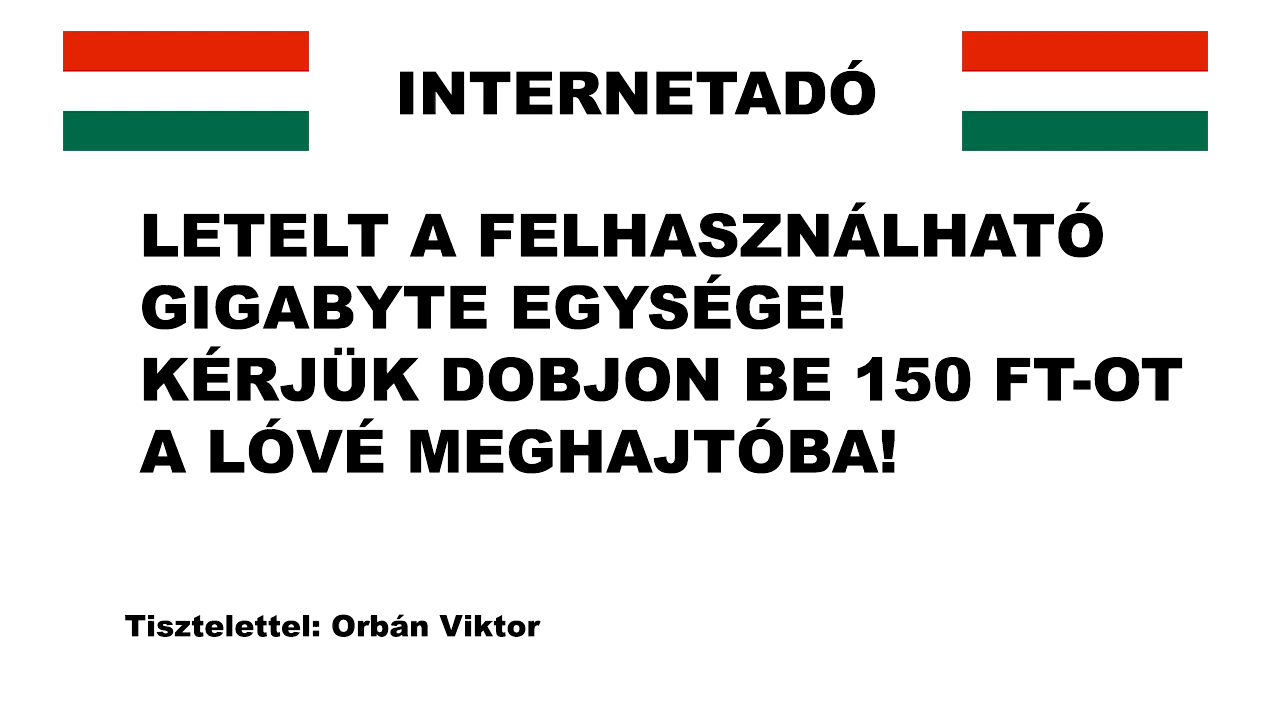 INTERNETADÓ
LETELT A FELHASZNÁLHATÓ
GIGABYTE EGYSÉGE!
KÉRJÜK DOBJON BE 150 FT-OT
A LÓVÉ MEGHAJTÓBA!
Tisztelettel: Orbán Viktor